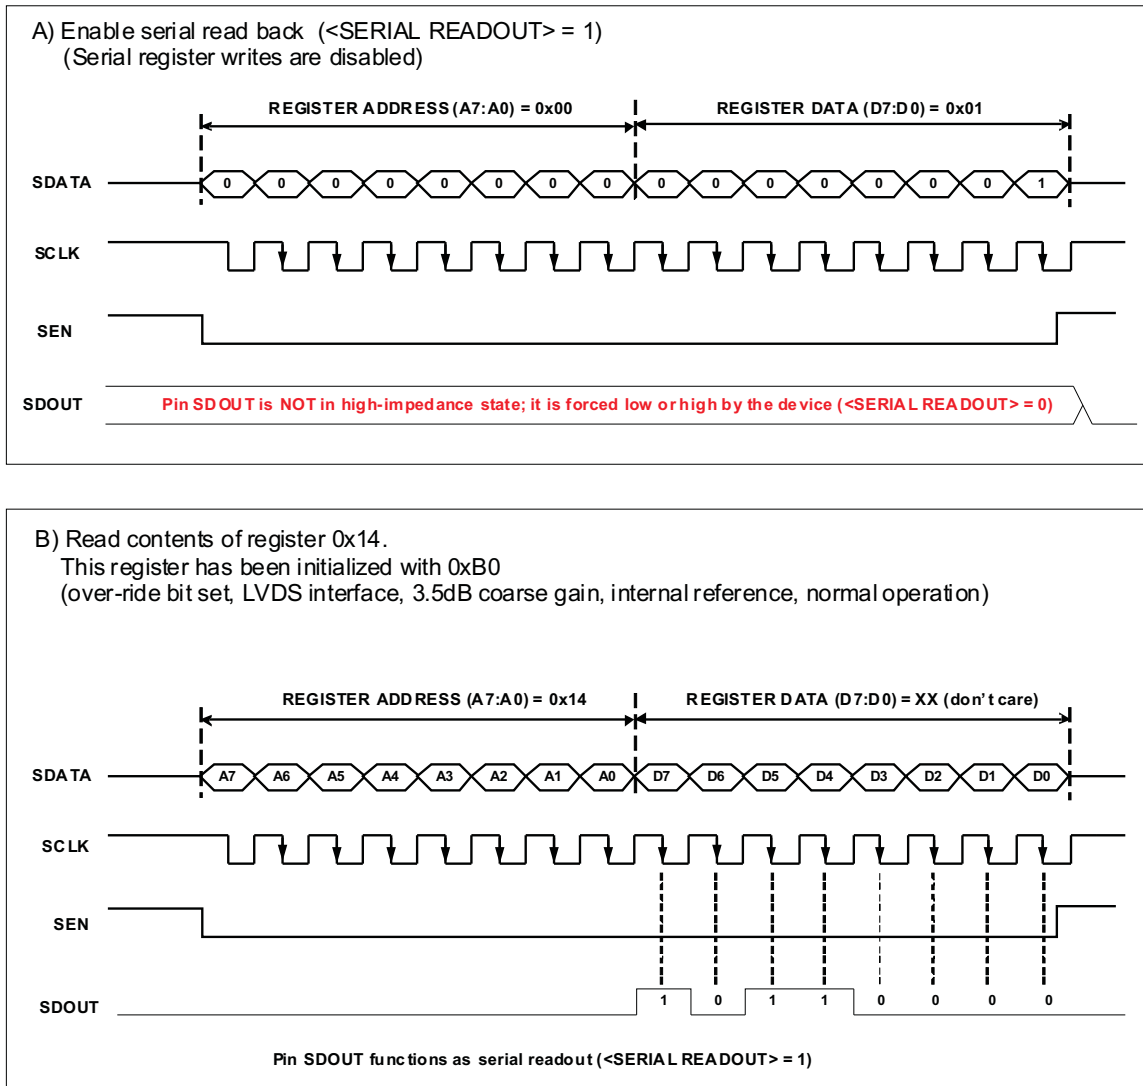 A) Enable serial read back (<SERIAL READOUT> = 1)
(Serial register writes are disabled)
REGISTER ADDRESS (A7:A0) = 0x00 REGISTER DATA (D7:D0) = 0x01
SDATA 0 0 0 0 0 0 0 0 0 0 0 0 0 0 0 1
SCLK
SEN
SDOUT Pin SDOUT is NOT in high-impedance state; it is forced low or high by the device (<SERIAL READOUT> = 0)
B) Read contents of register 0x14.
This register has been initialized with 0xB0
(over-ride bit set, LVDS interface, 3.5dB coarse gain, internal reference, normal operation)
REGISTER ADDRESS (A7:A0) = 0x14 REGISTER DATA (D7:D0) = XX (don't care)
SDATA A7 A6 A5 A4 A3 A2 A1 A0 D7 D6 D5 D4 D3 D2 D1 D0
SCLK
SEN
SDOUT 1 0 1 1 0 0 0 0
Pin SDOUT functions as serial readout (<SERIAL READOUT> = 1)